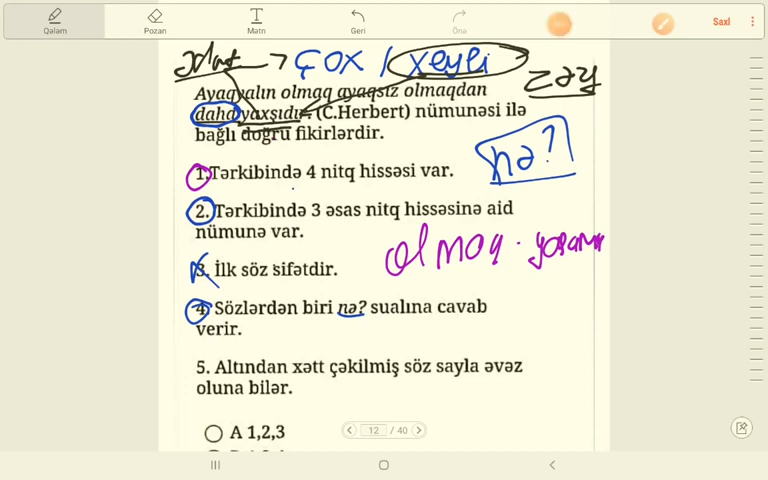 Qələm Pozan Mətn Geri Önə Saxl
ədat → ÇOX / xeyli
zəy
Ayaqyalın olmaq ayaqsız olmaqdan
daha yaxşıdır. (C.Herbert) nümunəsi ilə
bağlı doğru fikirlərdir.
nə?
1.Tərkibində 4 nitq hissəsi var.
2. Tərkibində 3 əsas nitq hissəsinə aid
nümunə var.
olmaq.
3. İlk söz sifətdir.
4. Sözlərdən biri nə? sualına cavab
verir.
5. Altından xətt çəkilmiş söz sayla əvəz
oluna bilər.
A 1,2,3
12 / 40